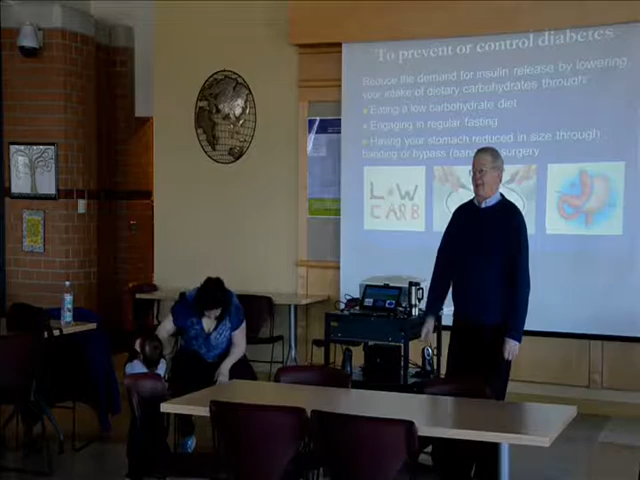 To prevent or control diabetes
Reduce the demand for insulin release by lowering
your intake of dietary carbohydrates through:
Eating a low carbohydrate diet
Engaging in regular fasting
Having your stomach reduced in size through
banding or bypass surgery
LOW
CARB